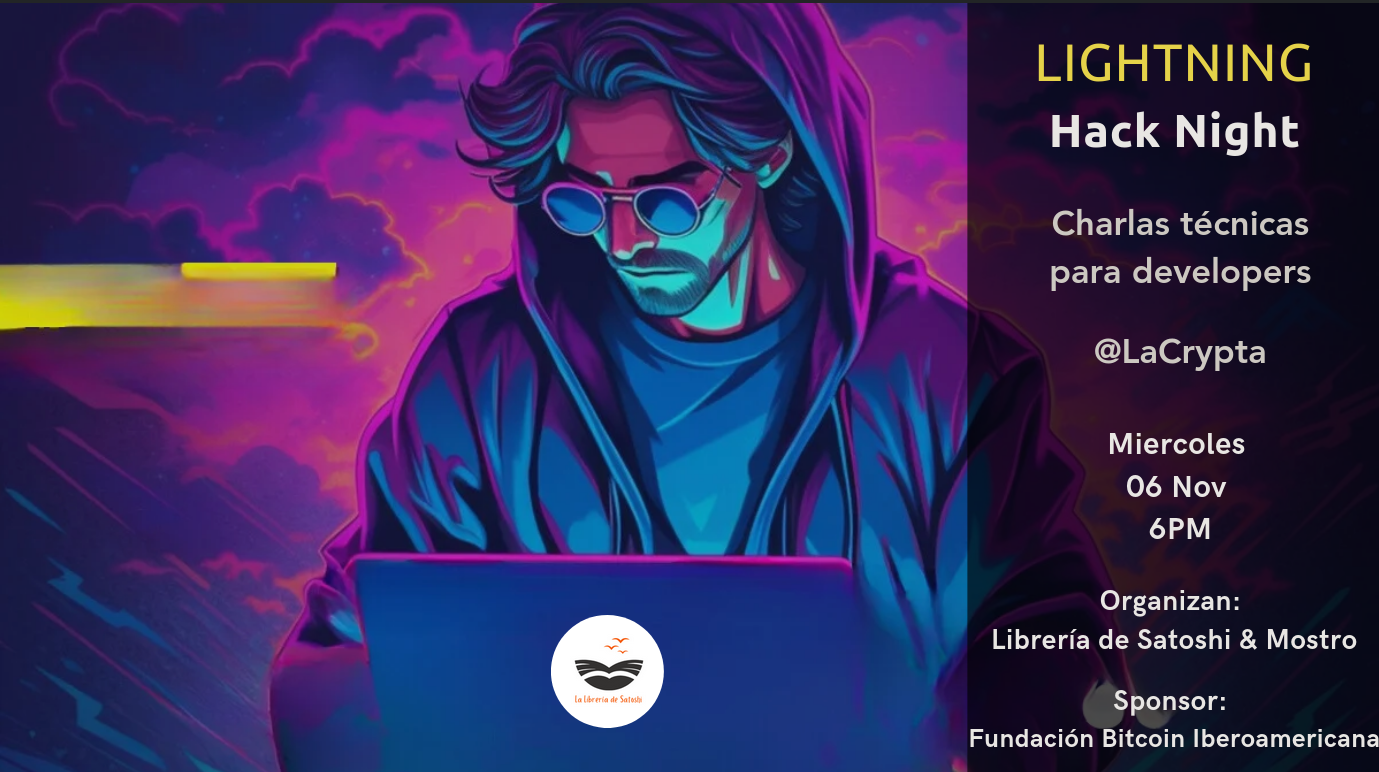 LIGHTNING
Hack Night
Charlas técnicas
para developers
@LaCrypta
Miercoles
06 Nov
6PM
Organizan:
Librería de Satoshi & Mostro
Sponsor:
Fundación Bitcoin Iberoamericana
La Librería de Satoshi